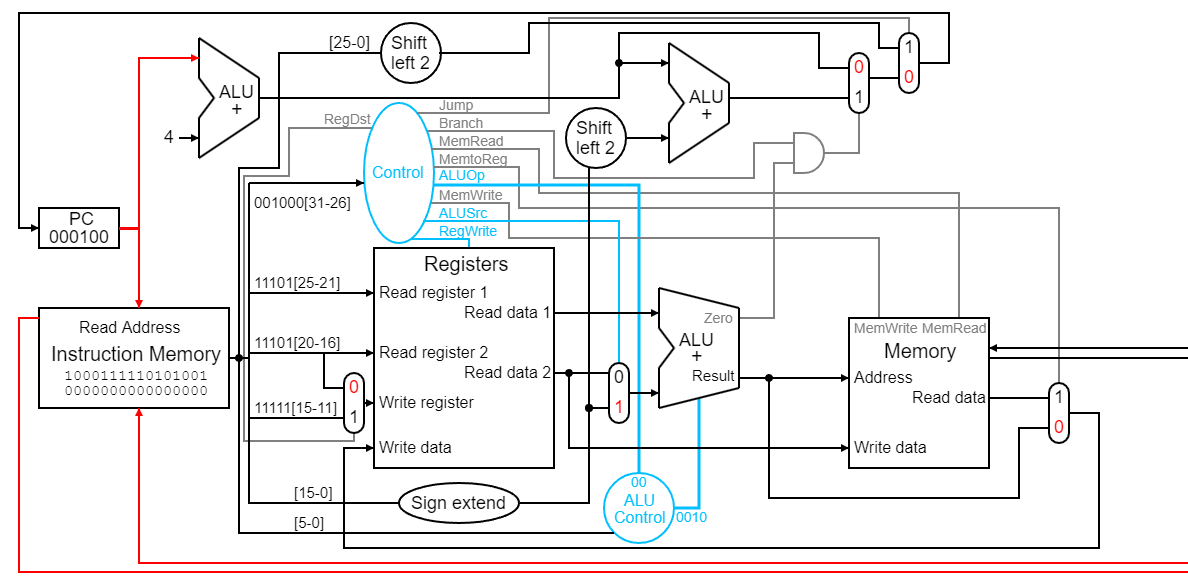 [25-0]
Shift
left 2
1
0
0
1
ALU
+
4
ALU
+
Shift
left 2
RegDst
Jump
Branch
MemRead
MemtoReg
ALUOp
MemWrite
ALUSrc
RegWrite
Control
001000[31-26]
PC
000100
Registers
11101[25-21]
Read register 1
Read data 1
11101[20-16]
Read register 2
Read data 2
0
1
11111[15-11]
Write register
Write data
0
1
Zero
ALU
+
Result
MemWrite MemRead
Memory
Address
Read data
Write data
1
0
Read Address
Instruction Memory
1000111110101001
0000000000000000
[15-0]
Sign extend
[5-0]
00
ALU
Control
0010